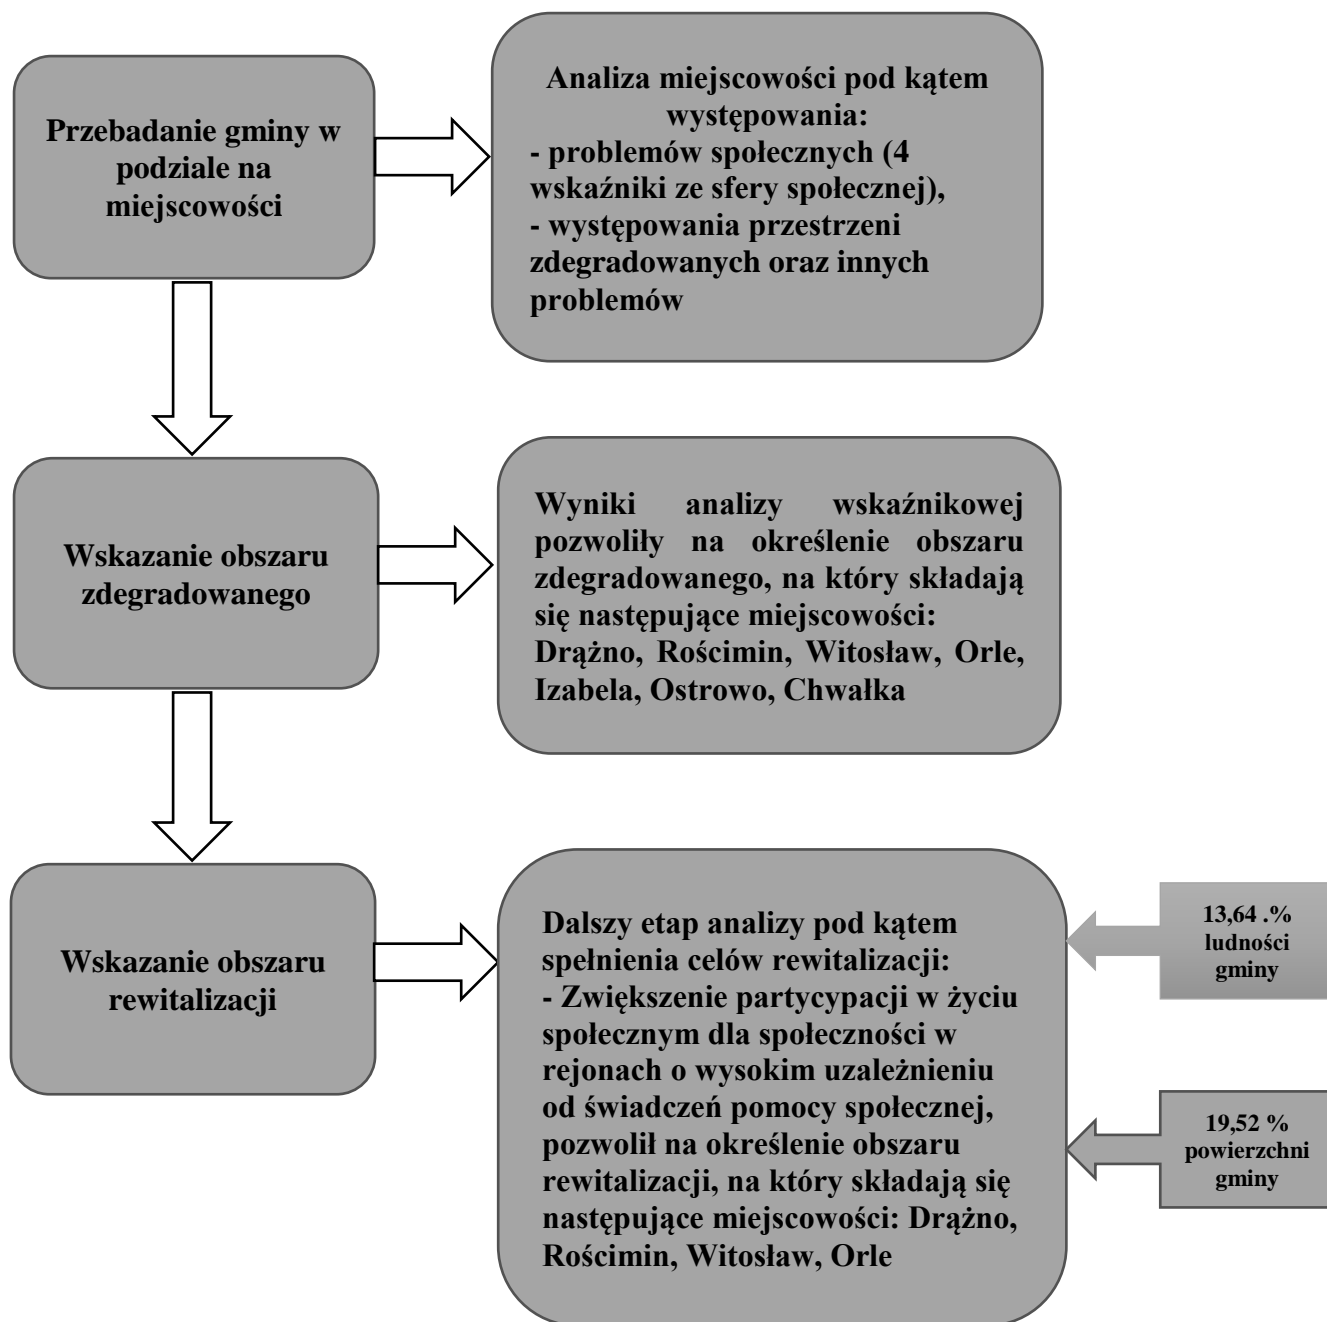 Przebadanie gminy w
podziale na
miejscowości
Analiza miejscowości pod kątem
występowania:
- problemów społecznych (4
wskaźniki ze sfery społecznej),
- występowania przestrzeni
zdegradowanych oraz innych
problemów
Wskazanie obszaru
zdegradowanego
Wyniki analizy wskaźnikowej
pozwoliły na określenie obszaru
zdegradowanego, na który składają
się następujące miejscowości:
Drążno, Rościmin, Witosław, Orle,
Izabela, Ostrowo, Chwałka
Wskazanie obszaru
rewitalizacji
Dalszy etap analizy pod kątem
spełnienia celów rewitalizacji:
- Zwiększenie partycypacji w życiu
społecznym dla społeczności w
rejonach o wysokim uzależnieniu
od świadczeń pomocy społecznej,
pozwolił na określenie obszaru
rewitalizacji, na który składają się
następujące miejscowości: Drążno,
Rościmin, Witosław, Orle
13,64 .%
ludności
gminy
19,52 %
powierzchni
gminy